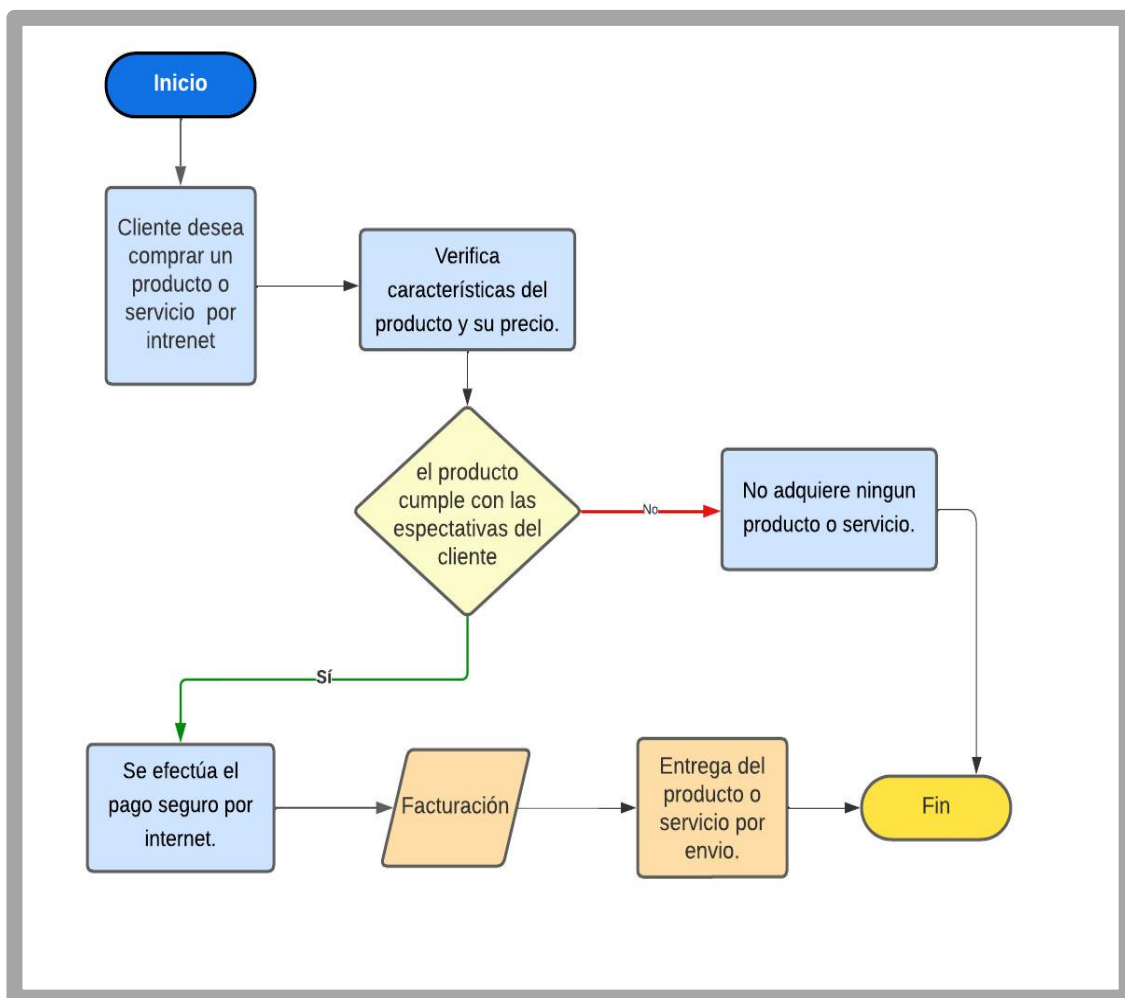 Inicio
Cliente desea
comprar un
producto o
servicio por
intrenet
Verifica
características del
producto y su precio.
el producto
cumple con las
espectativas del
cliente
No
No adquiere ningun
producto o servicio.
Sí
Se efectúa el
pago seguro por
internet.
Facturación
Entrega del
producto o
servicio por
envio.
Fin